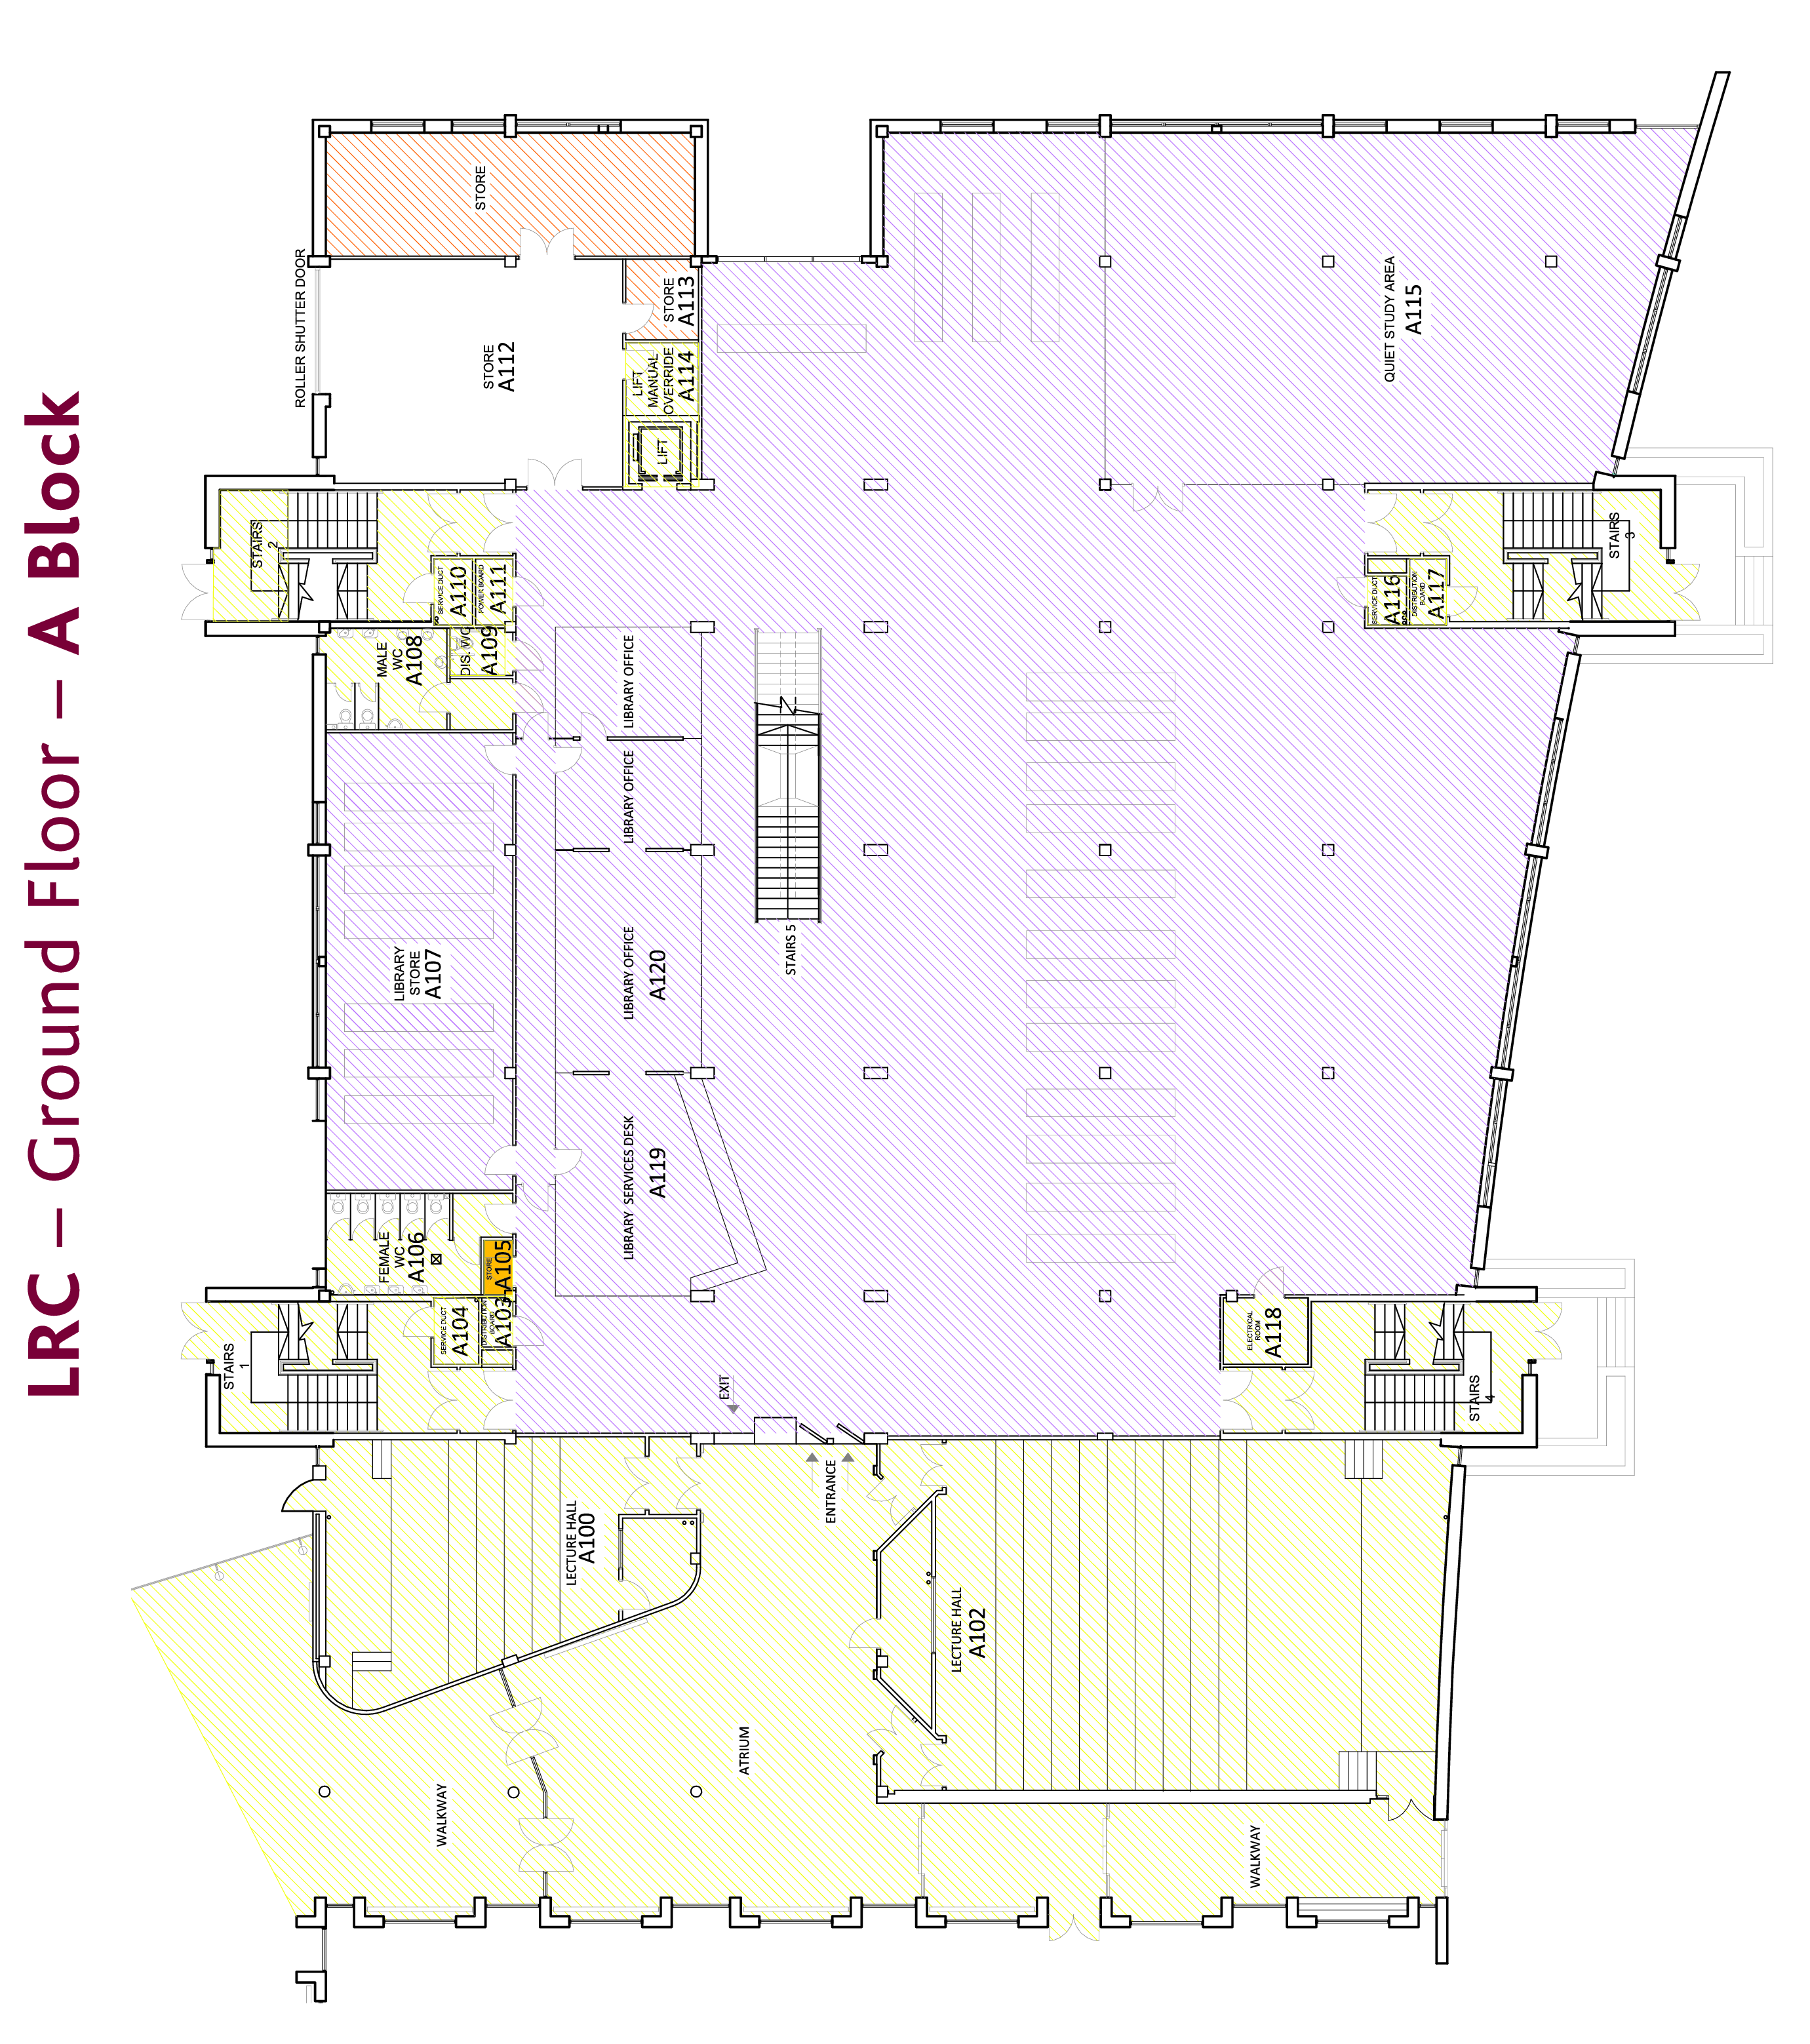 LRC – Ground Floor – A Block
ROLLER SHUTTER DOOR
STORE
STORE
A112
STORE
A113
LIFT
MANUAL
OVERRIDE
A114
LIFT
QUIET STUDY AREA
A115
STAIRS
2
SERVICE DUCT
A110
POWER BOARD
A111
MALE
WC
A108
DIS. WC
A109
SERVICE DUCT
A116
DISTRIBUTION
BOARD
A117
STAIRS
3
LIBRARY OFFICE
LIBRARY OFFICE
LIBRARY OFFICE
A120
STAIRS 5
LIBRARY
STORE
A107
LIBRARY SERVICES DESK
A119
FEMALE
WC
A106
STORE
A105
STAIRS
1
SERVICE DUCT
A104
DISTRIBUTION
BOARD
A103
ELECTRICAL
ROOM
A118
STAIRS
4
EXIT
ENTRANCE
LECTURE HALL
A100
LECTURE HALL
A102
ATRIUM
WALKWAY
WALKWAY